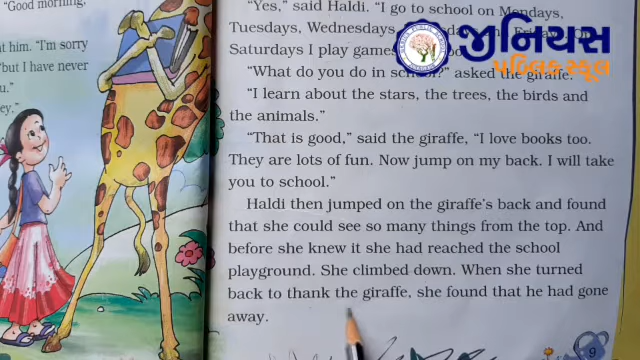 "Good morning,
at him. "I'm sorry
"but I have never
u."
ey."
"Yes," said Haldi. "I go to school on Mondays,
Tuesdays, Wednesdays
Saturdays I play games
"What do you do in school?" asked the giraffe.
"I learn about the stars, the trees, the birds and
the animals."
"That is good," said the giraffe, "I love books too.
They are lots of fun. Now jump on my back. I will take
you to school."
Haldi then jumped on the giraffe's back and found
that she could see so many things from the top. And
before she knew it she had reached the school
playground. She climbed down. When she turned
back to thank the giraffe, she found that he had gone
away.
9
જીનિયસ
પબ્લિક સ્કૂલ